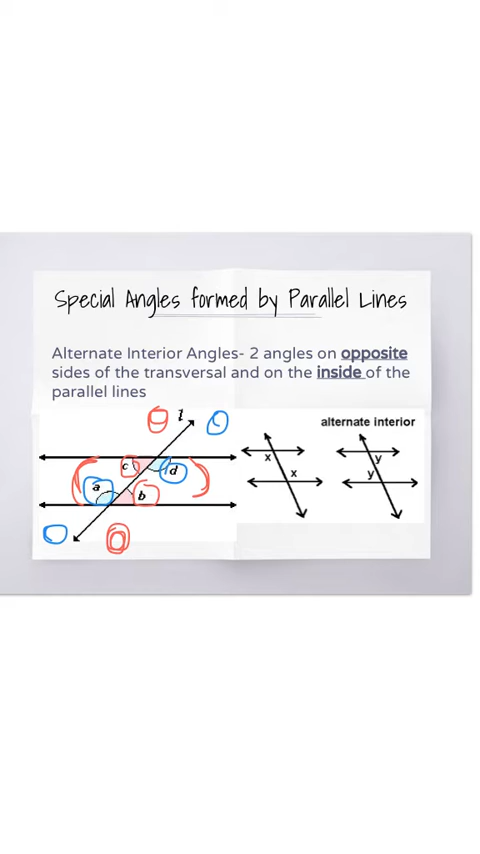 Special Angles formed by Parallel Lines
Alternate Interior Angles- 2 angles on opposite
sides of the transversal and on the inside of the
parallel lines
l
alternate interior
c
d
a
b
x
x
y
y